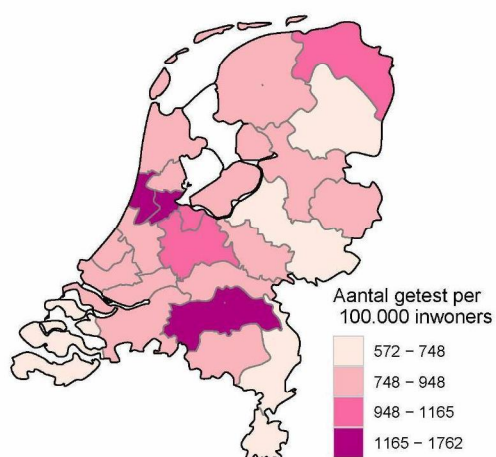 Aantal getest per
100.000 inwoners
572 – 748
748 – 948
948 – 1165
1165 – 1762